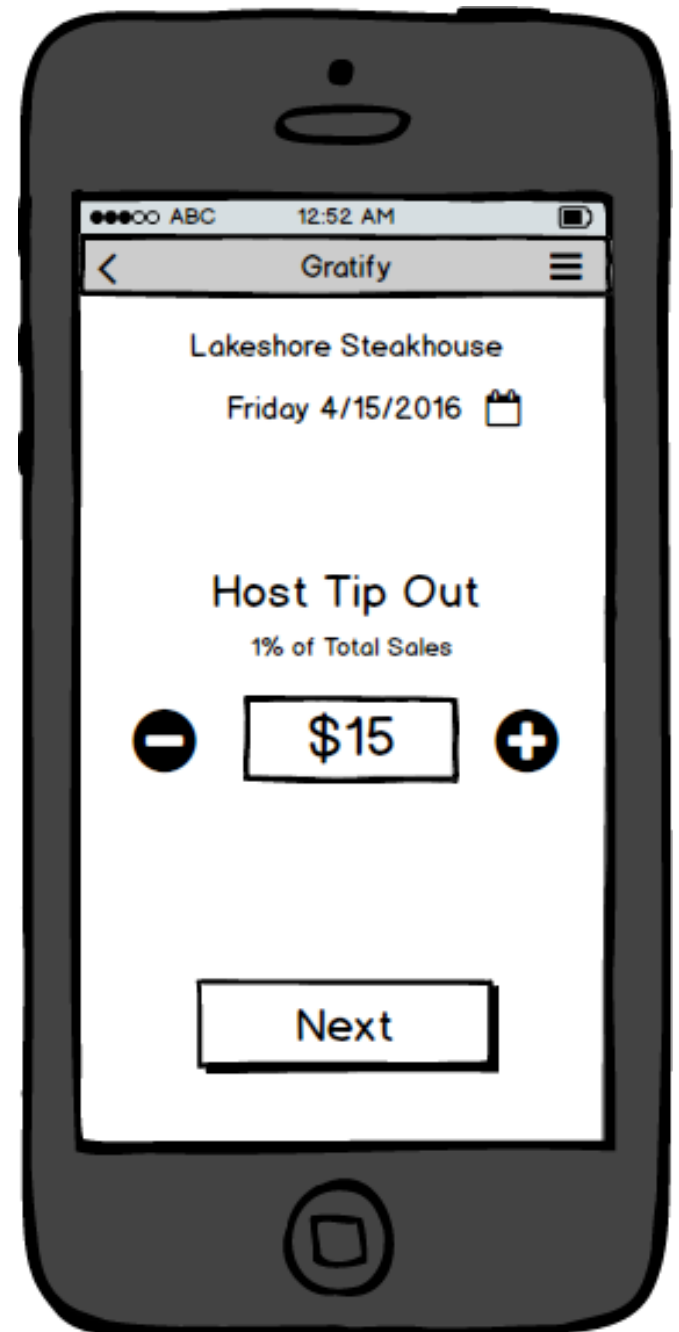 ABC 12:52 AM
Gratify
Lakeshore Steakhouse
Friday 4/15/2016
Host Tip Out
1% of Total Sales
$15
Next